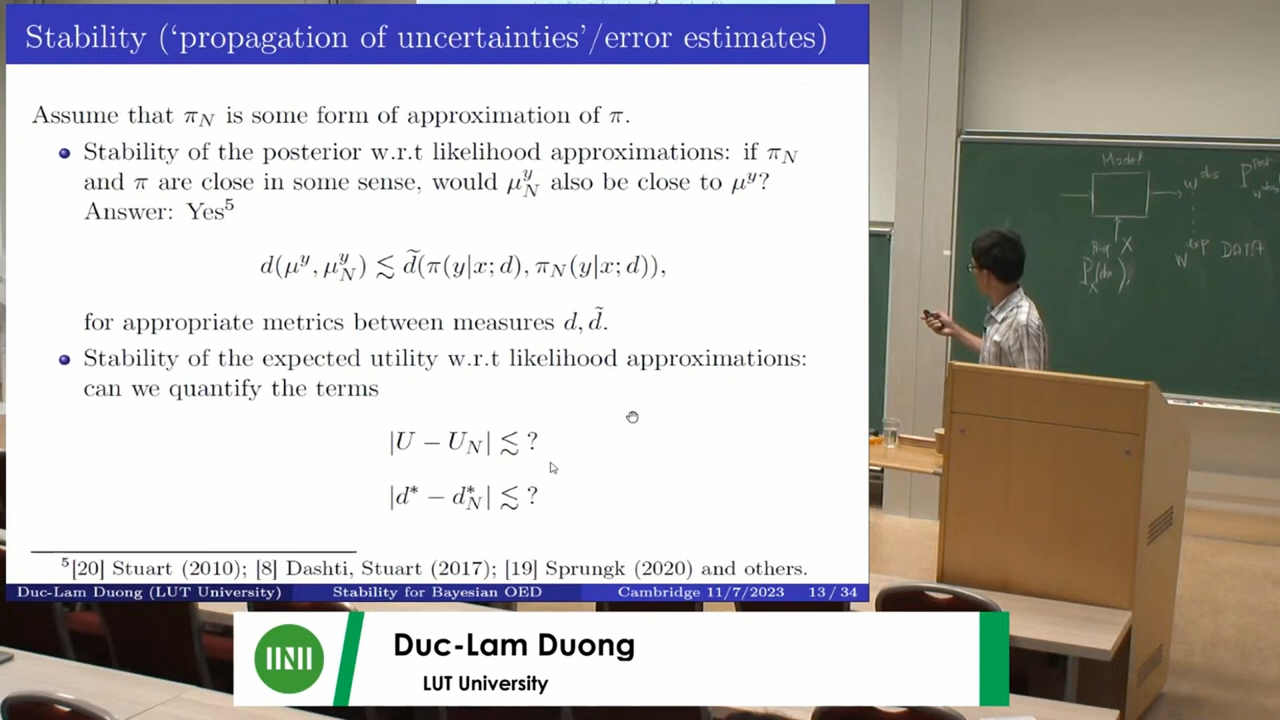 Stability (‘propagation of uncertainties’/error estimates)
Assume that π_N is some form of approximation of π.
Stability of the posterior w.r.t likelihood approximations: if π_N
and π are close in some sense, would μ^y_N also be close to μ^y?
Answer: Yes⁵
d(μ^y, μ^y_N) ≲ d̃(π(y|x; d), π_N(y|x; d)),
for appropriate metrics between measures d, d̃.
Stability of the expected utility w.r.t likelihood approximations:
can we quantify the terms
|U − U_N| ≲ ?
|d* − d*_N| ≲ ?
⁵[20] Stuart (2010); [8] Dashti, Stuart (2017); [19] Sprungk (2020) and others.
Duc-Lam Duong (LUT University) Stability for Bayesian OED Cambridge 11/7/2023 13 / 34
Model
w^obs
X
w^exp DATA
Duc-Lam Duong
LUT University